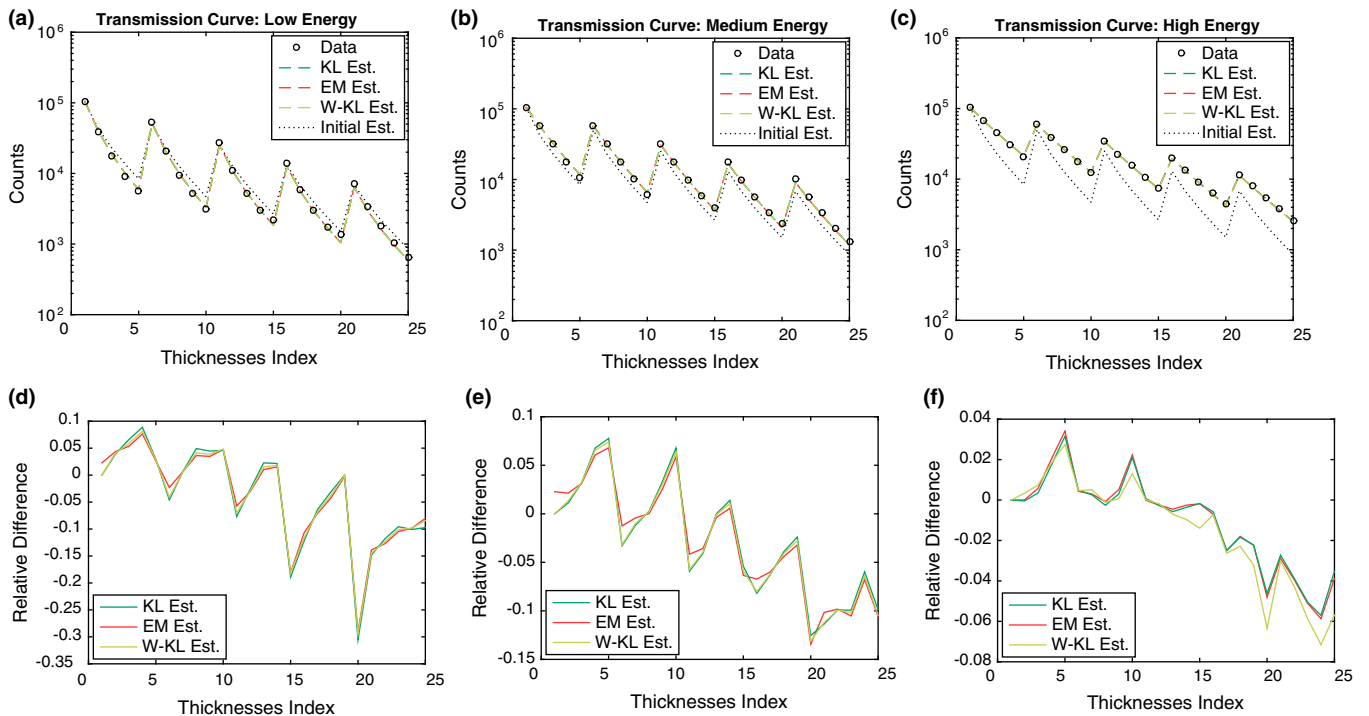 (a)
Transmission Curve: Low Energy
10^6
10^5
10^4
10^3
10^2
Counts
Data
KL Est.
EM Est.
W-KL Est.
Initial Est.
0 5 10 15 20 25
Thicknesses Index
(b)
Transmission Curve: Medium Energy
10^6
10^5
10^4
10^3
10^2
Counts
Data
KL Est.
EM Est.
W-KL Est.
Initial Est.
0 5 10 15 20 25
Thicknesses Index
(c)
Transmission Curve: High Energy
10^6
10^5
10^4
10^3
10^2
Counts
Data
KL Est.
EM Est.
W-KL Est.
Initial Est.
0 5 10 15 20 25
Thicknesses Index
(d)
0.1
0.05
0
-0.05
-0.1
-0.15
-0.2
-0.25
-0.3
-0.35
Relative Difference
KL Est.
EM Est.
W-KL Est.
0 5 10 15 20 25
Thicknesses Index
(e)
0.1
0.05
0
-0.05
-0.1
-0.15
Relative Difference
KL Est.
EM Est.
W-KL Est.
0 5 10 15 20 25
Thicknesses Index
(f)
0.04
0.02
0
-0.02
-0.04
-0.06
-0.08
Relative Difference
KL Est.
EM Est.
W-KL Est.
0 5 10 15 20 25
Thicknesses Index